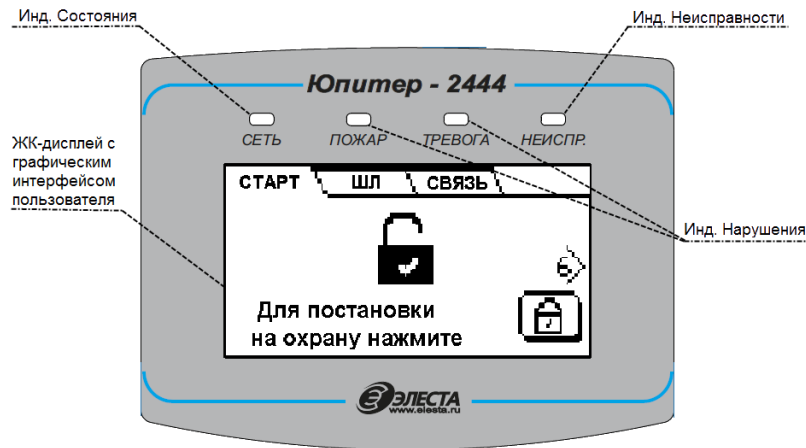 Инд. Состояния
Инд. Неисправности
Юпитер - 2444
СЕТЬ ПОЖАР ТРЕВОГА НЕИСПР.
ЖК-дисплей с
графическим
интерфейсом
пользователя
СТАРТ ШЛ СВЯЗЬ
Инд. Нарушения
Для постановки
на охрану нажмите
ЭЛЕСТА
www.elesta.ru